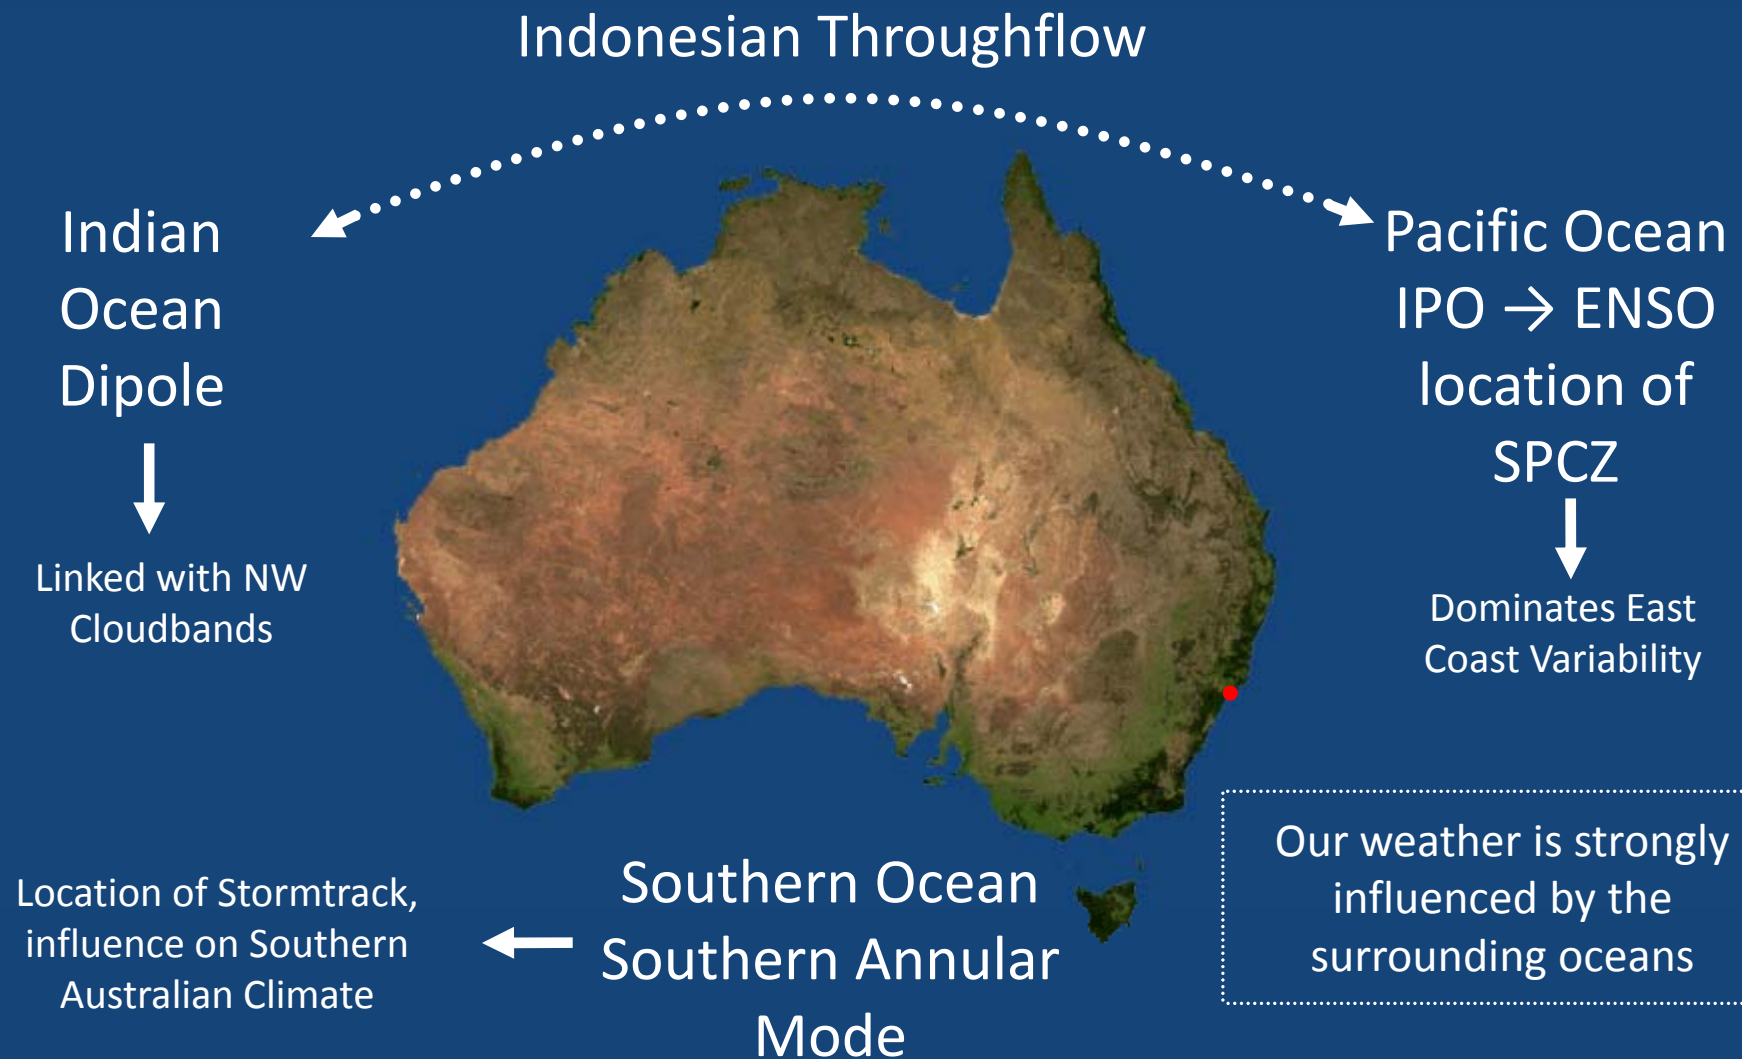 Indonesian Throughflow
Indian
Ocean
Dipole
Linked with NW
Cloudbands
Pacific Ocean
IPO → ENSO
location of
SPCZ
Dominates East
Coast Variability
Location of Stormtrack,
influence on Southern
Australian Climate
Southern Ocean
Southern Annular
Mode
Our weather is strongly
influenced by the
surrounding oceans